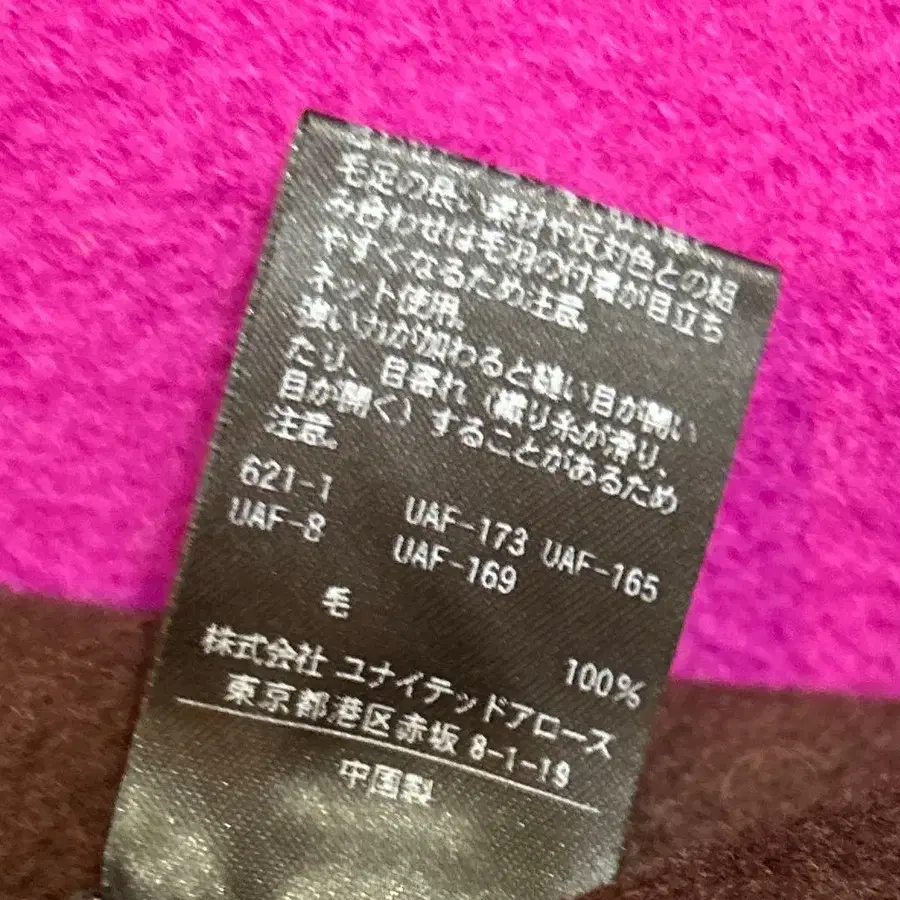 毛足の長い素材や反対色との組
み合わせは毛羽の付着が目立ち
やすくなるため注意。
ネット使用。
強い力が加わると縫い目が開い
たり、目寄れ（織り糸が滑り、
目が開く）することがあるため
注意。
621-1 UAF-173 UAF-165
UAF-8 UAF-169
毛 100%
株式会社 ユナイテッドアローズ
東京都港区赤坂 8-1-19
中国製